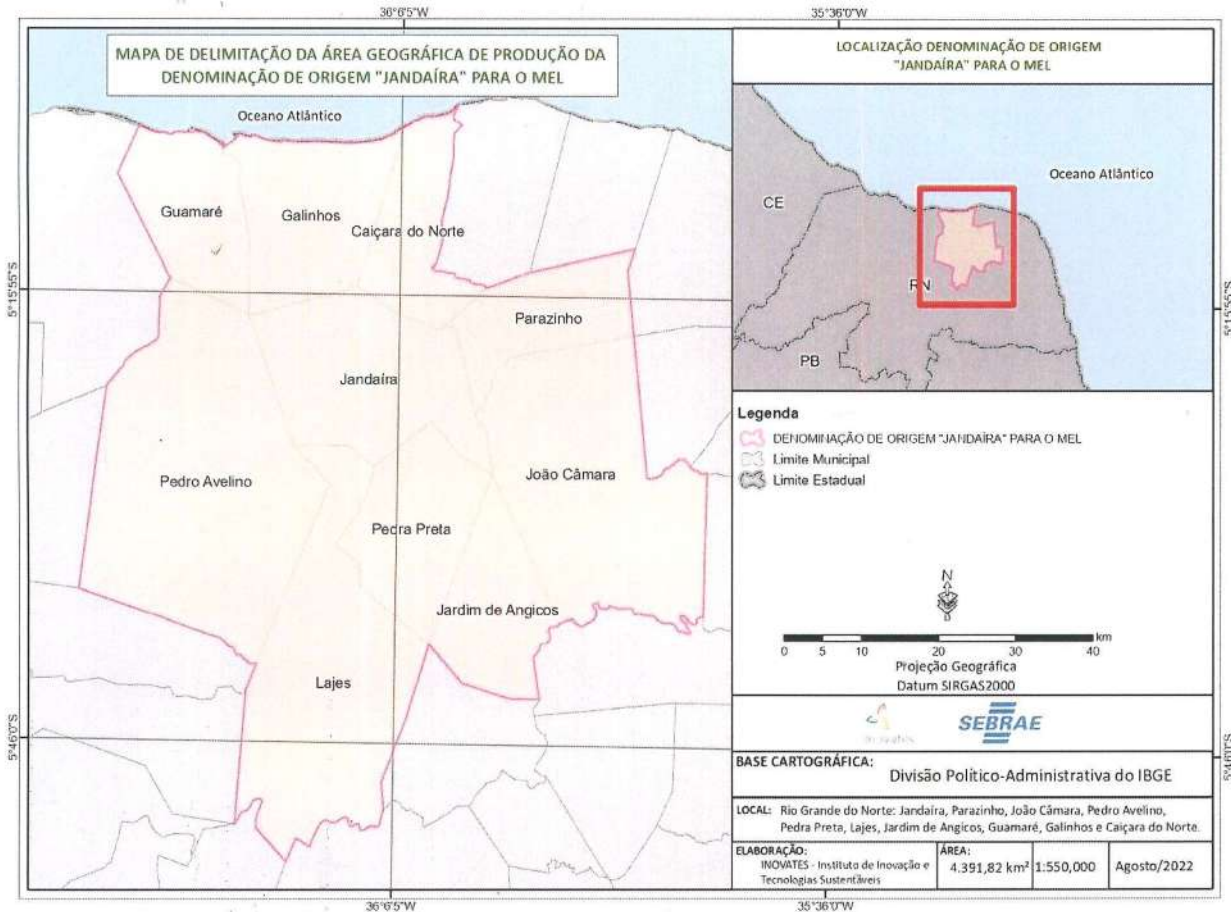 36°6'5"W
35°36'0"W
MAPA DE DELIMITAÇÃO DA ÁREA GEOGRÁFICA DE PRODUÇÃO DA
DENOMINAÇÃO DE ORIGEM "JANDAÍRA" PARA O MEL
Oceano Atlântico
Guamaré
Galinhos
Caiçara do Norte
5°15'55"S
Parazinho
Jandaíra
Pedro Avelino
João Câmara
Pedra Preta
Jardim de Angicos
Lajes
5°46'0"S
LOCALIZAÇÃO DENOMINAÇÃO DE ORIGEM
"JANDAÍRA" PARA O MEL
Oceano Atlântico
CE
RN
PB
5°15'55"S
Legenda
DENOMINAÇÃO DE ORIGEM "JANDAÍRA" PARA O MEL
Limite Municipal
Limite Estadual
N
0 5 10 20 30 40 km
Projeção Geográfica
Datum SIRGAS2000
SEBRAE
5°46'0"S
BASE CARTOGRÁFICA: Divisão Político-Administrativa do IBGE
LOCAL: Rio Grande do Norte: Jandaíra, Parazinho, João Câmara, Pedro Avelino,
Pedra Preta, Lajes, Jardim de Angicos, Guamaré, Galinhos e Caiçara do Norte.
ELABORAÇÃO:
INOVATES - Instituto de Inovação e
Tecnologias Sustentáveis
ÁREA:
4.391,82 km²
1:550,000
Agosto/2022
36°6'5"W
35°36'0"W